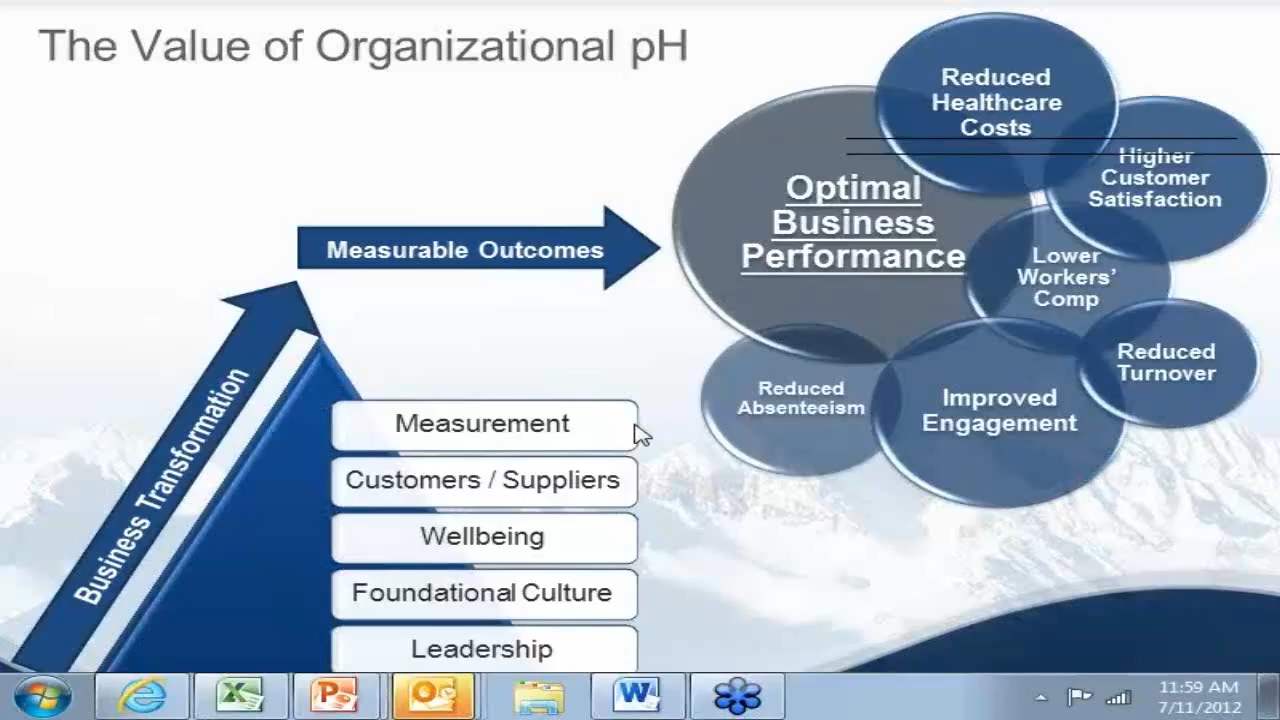 The Value of Organizational pH
Reduced
Healthcare
Costs
Higher
Customer
Satisfaction
Optimal
Business
Performance
Measurable Outcomes
Lower
Workers’
Comp
Reduced
Turnover
Reduced
Absenteeism
Improved
Engagement
Business Transformation
Measurement
Customers / Suppliers
Wellbeing
Foundational Culture
Leadership
11:59 AM
7/11/2012